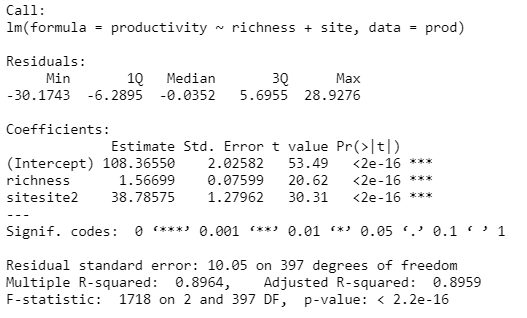 Call:
lm(formula = productivity ~ richness + site, data = prod)
Residuals:
Min 1Q Median 3Q Max
-30.1743 -6.2895 -0.0352 5.6955 28.9276
Coefficients:
Estimate Std. Error t value Pr(>|t|)
(Intercept) 108.36550 2.02582 53.49 <2e-16 ***
richness 1.56699 0.07599 20.62 <2e-16 ***
sitesite2 38.78575 1.27962 30.31 <2e-16 ***
---
Signif. codes: 0 ‘***’ 0.001 ‘**’ 0.01 ‘*’ 0.05 ‘.’ 0.1 ‘ ’ 1
Residual standard error: 10.05 on 397 degrees of freedom
Multiple R-squared: 0.8964, Adjusted R-squared: 0.8959
F-statistic: 1718 on 2 and 397 DF, p-value: < 2.2e-16